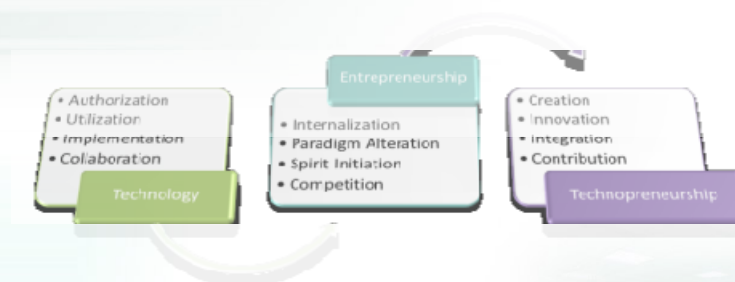 • Authorization
• Utilization
• Implementation
• Collaboration
Technology
Entrepreneurship
• Internalization
• Paradigm Alteration
• Spirit Initiation
• Competition
• Creation
• Innovation
• Integration
• Contribution
Technopreneurship